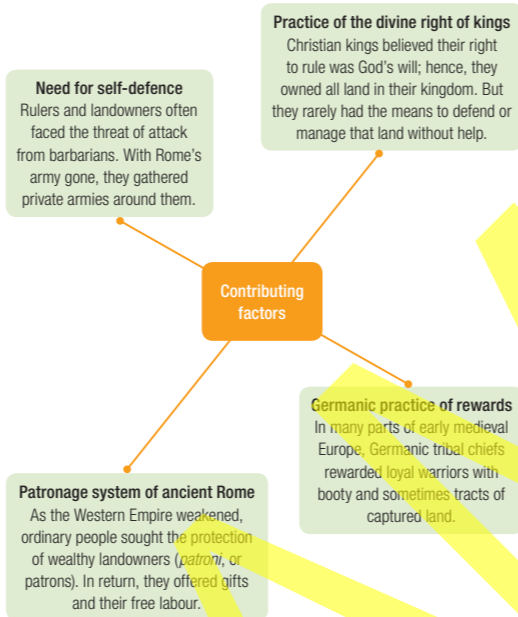 Practice of the divine right of kings
Christian kings believed their right
to rule was God's will; hence, they
owned all land in their kingdom. But
they rarely had the means to defend or
manage that land without help.
Need for self-defence
Rulers and landowners often
faced the threat of attack
from barbarians. With Rome's
army gone, they gathered
private armies around them.
Contributing
factors
Germanic practice of rewards
In many parts of early medieval
Europe, Germanic tribal chiefs
rewarded loyal warriors with
booty and sometimes tracts of
captured land.
Patronage system of ancient Rome
As the Western Empire weakened,
ordinary people sought the protection
of wealthy landowners (patroni, or
patrons). In return, they offered gifts
and their free labour.